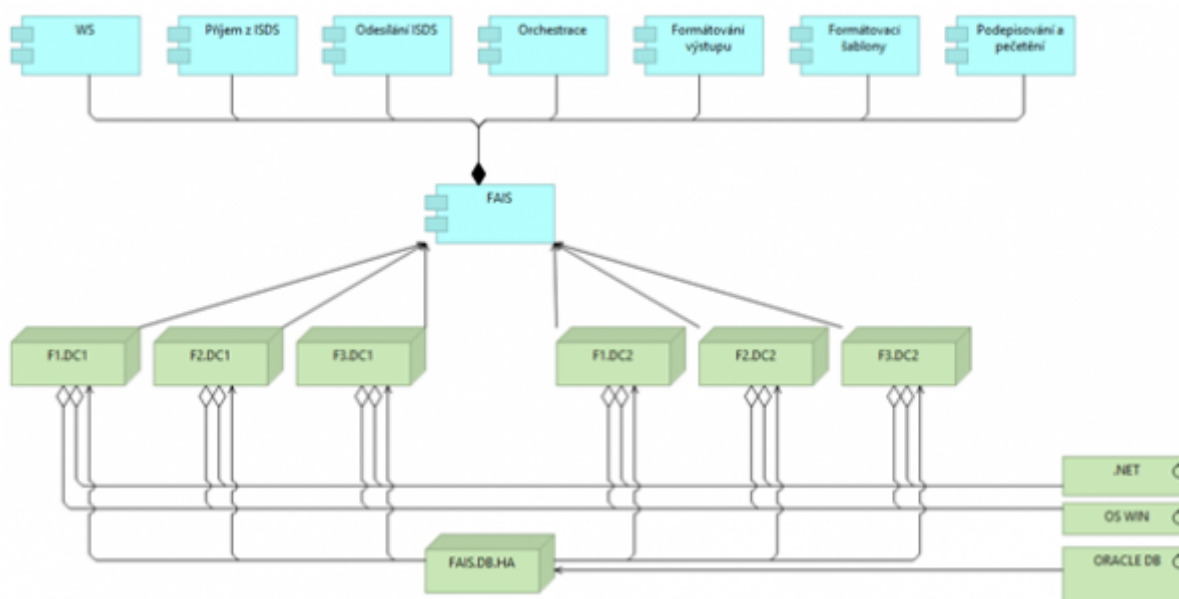 WS
Příjem z ISDS
Odesílání ISDS
Orchestrace
Formátování
výstupu
Formátovací
šablony
Podepisování a
pečetění
FAIS
F1.DC1
F2.DC1
F3.DC1
F1.DC2
F2.DC2
F3.DC2
.NET
OS WIN
FAIS.DB.HA
ORACLE DB